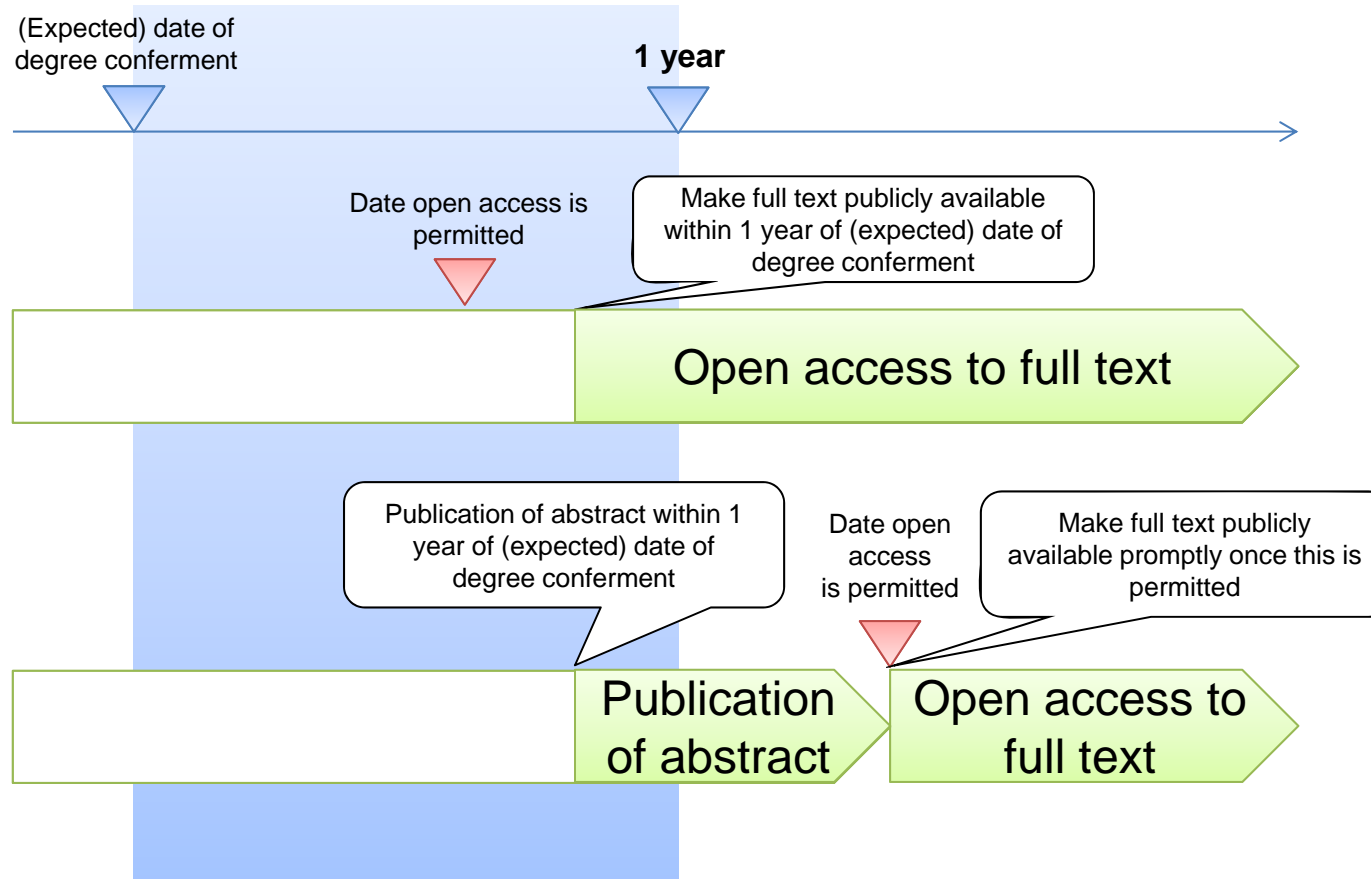 (Expected) date of
degree conferment
1 year
Date open access is
permitted
Make full text publicly available
within 1 year of (expected) date of
degree conferment
Open access to full text
Publication of abstract within 1
year of (expected) date of
degree conferment
Date open
access
is permitted
Make full text publicly
available promptly once this is
permitted
Publication
of abstract
Open access to
full text